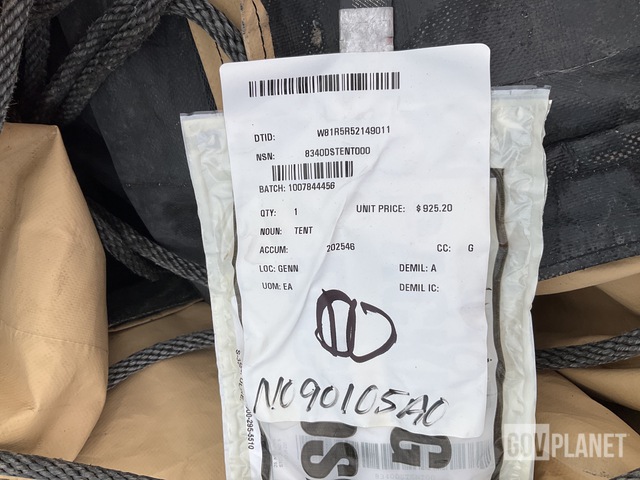 DTID: W81R5R52149011
NSN: 8340DSTENT000
BATCH: 1007844456
QTY: 1 UNIT PRICE: $ 925.20
NOUN: TENT
ACCUM: 202546 CC: G
LOC: GENN DEMIL: A
UOM: EA DEMIL IC:
N090105A0
GOVPLANET